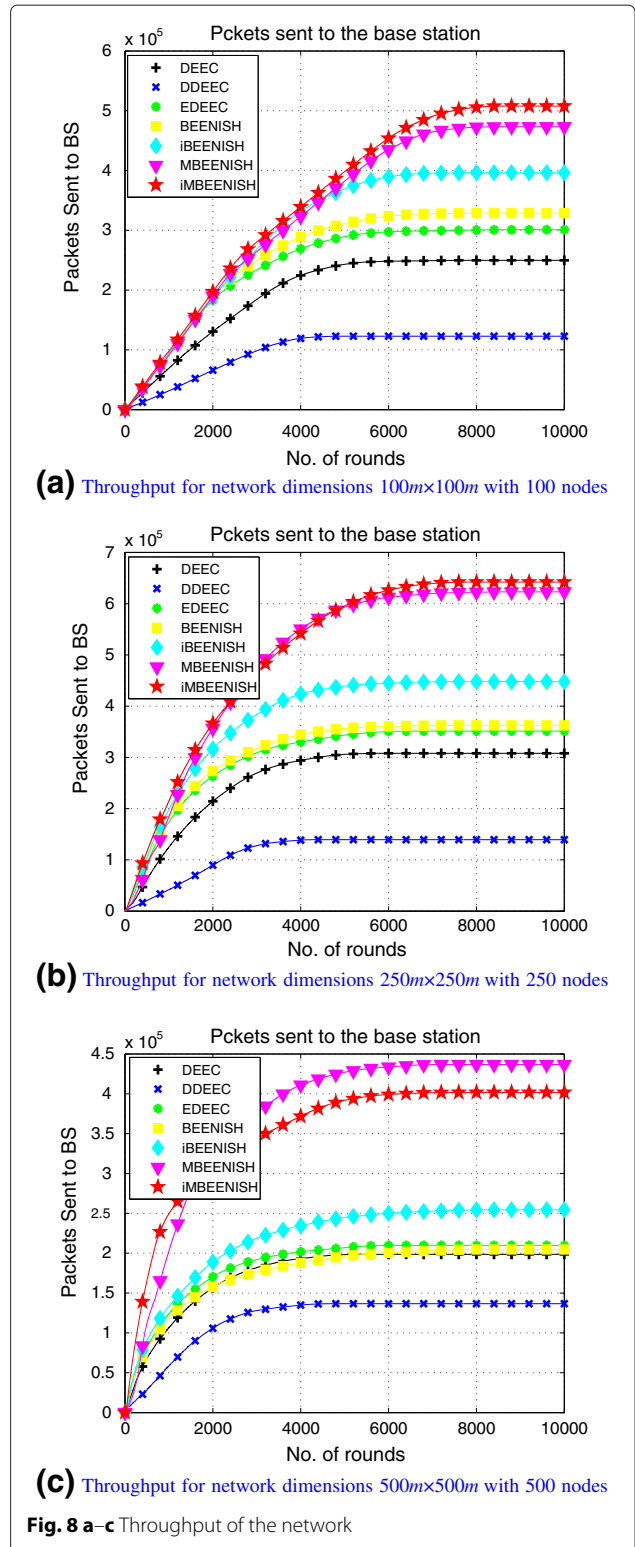 x 10⁵
Pckets sent to the base station
6
5
4
3
2
1
0
Packets Sent to BS
DEEC
DDEEC
EDEEC
BEENISH
iBEENISH
MBEENISH
iMBEENISH
0 2000 4000 6000 8000 10000
No. of rounds
(a) Throughput for network dimensions 100m×100m with 100 nodes
x 10⁵
Pckets sent to the base station
7
6
5
4
3
2
1
0
Packets Sent to BS
DEEC
DDEEC
EDEEC
BEENISH
iBEENISH
MBEENISH
iMBEENISH
0 2000 4000 6000 8000 10000
No. of rounds
(b) Throughput for network dimensions 250m×250m with 250 nodes
x 10⁵
Pckets sent to the base station
4.5
4
3.5
3
2.5
2
1.5
1
0.5
0
Packets Sent to BS
DEEC
DDEEC
EDEEC
BEENISH
iBEENISH
MBEENISH
iMBEENISH
0 2000 4000 6000 8000 10000
No. of rounds
(c) Throughput for network dimensions 500m×500m with 500 nodes
Fig. 8 a–c Throughput of the network